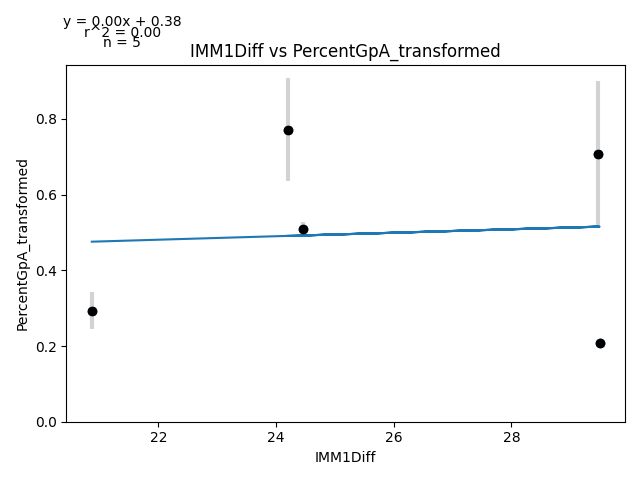 y = 0.00x + 0.38
r^2 = 0.00
n = 5
IMM1Diff vs PercentGpA_transformed
PercentGpA_transformed
0.8
0.6
0.4
0.2
0.0
22 24 26 28
IMM1Diff